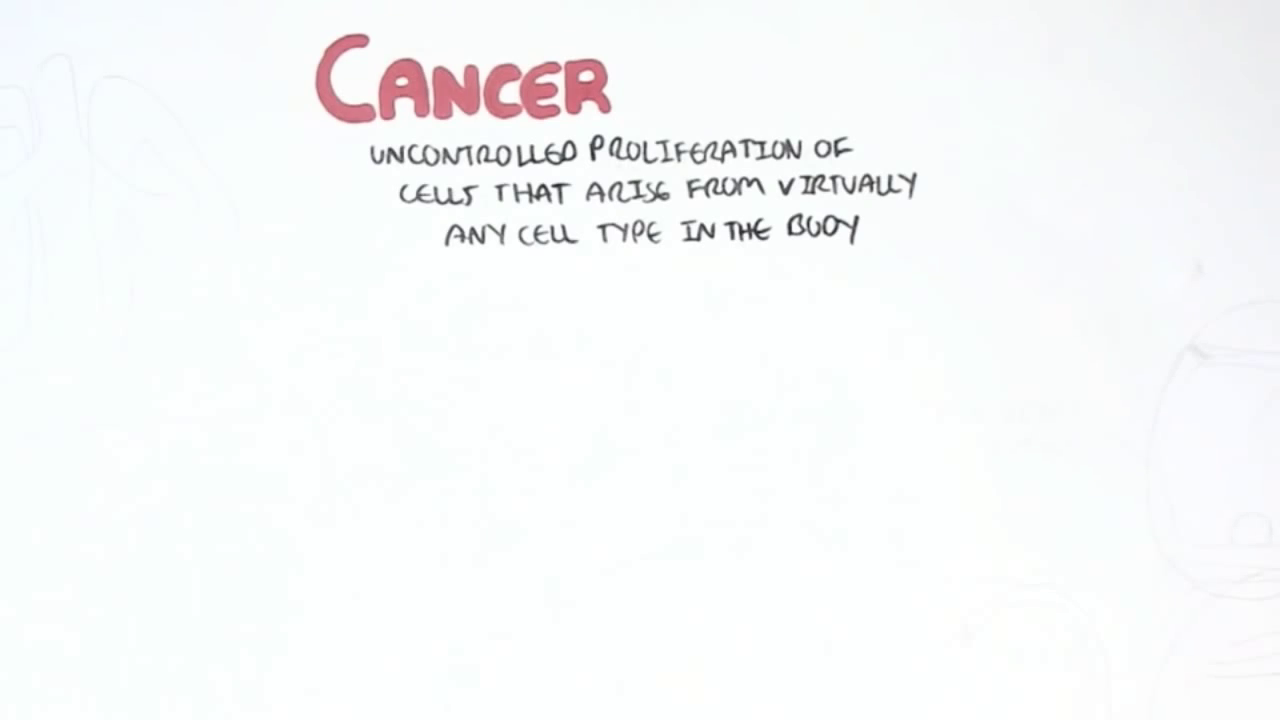 CANCER
UNCONTROLLED PROLIFERATION OF
CELLS THAT ARISE FROM VIRTUALLY
ANY CELL TYPE IN THE BODY